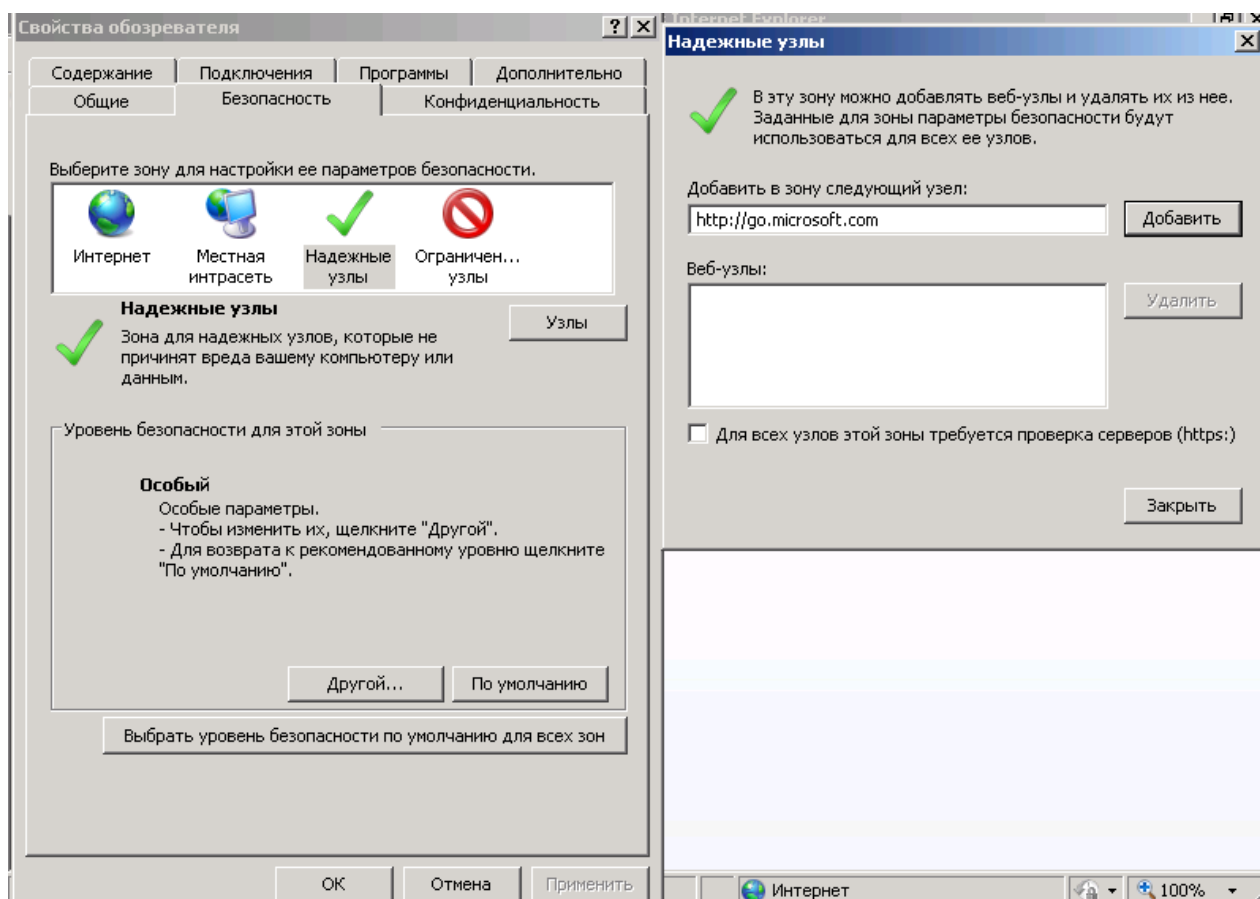 Свойства обозревателя
Содержание
Подключения
Программы
Дополнительно
Общие
Безопасность
Конфиденциальность
Выберите зону для настройки ее параметров безопасности.
Интернет
Местная
интрасеть
Надежные
узлы
Ограничен...
узлы
Надежные узлы
Узлы
Зона для надежных узлов, которые не
причинят вреда вашему компьютеру или
данным.
Уровень безопасности для этой зоны
Особый
Особые параметры.
- Чтобы изменить их, щелкните "Другой".
- Для возврата к рекомендованному уровню щелкните
"По умолчанию".
Другой...
По умолчанию
Выбрать уровень безопасности по умолчанию для всех зон
ОК
Отмена
Применить
Internet Explorer
Надежные узлы
В эту зону можно добавлять веб-узлы и удалять их из нее.
Заданные для зоны параметры безопасности будут
использоваться для всех ее узлов.
Добавить в зону следующий узел:
http://go.microsoft.com
Добавить
Веб-узлы:
Удалить
Для всех узлов этой зоны требуется проверка серверов (https:)
Закрыть
Интернет
100%